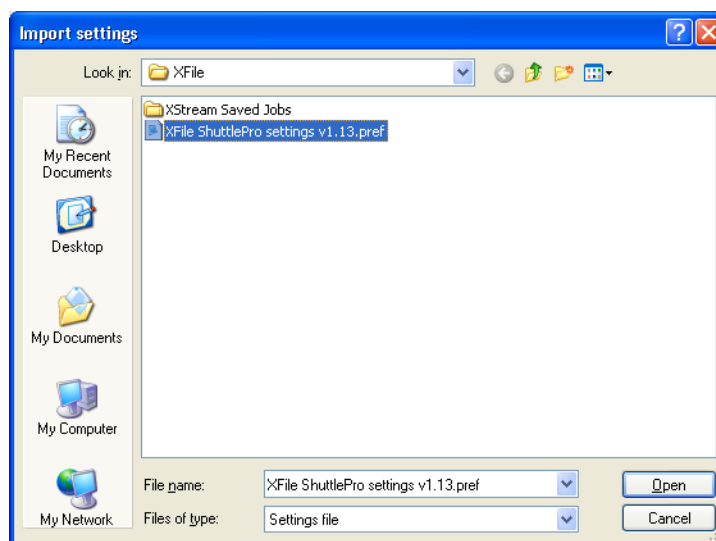 Import settings
Look in:
XFile
XStream Saved Jobs
XFile ShuttlePro settings v1.13.pref
My Recent
Documents
Desktop
My Documents
My Computer
My Network
File name:
XFile ShuttlePro settings v1.13.pref
Open
Files of type:
Settings file
Cancel